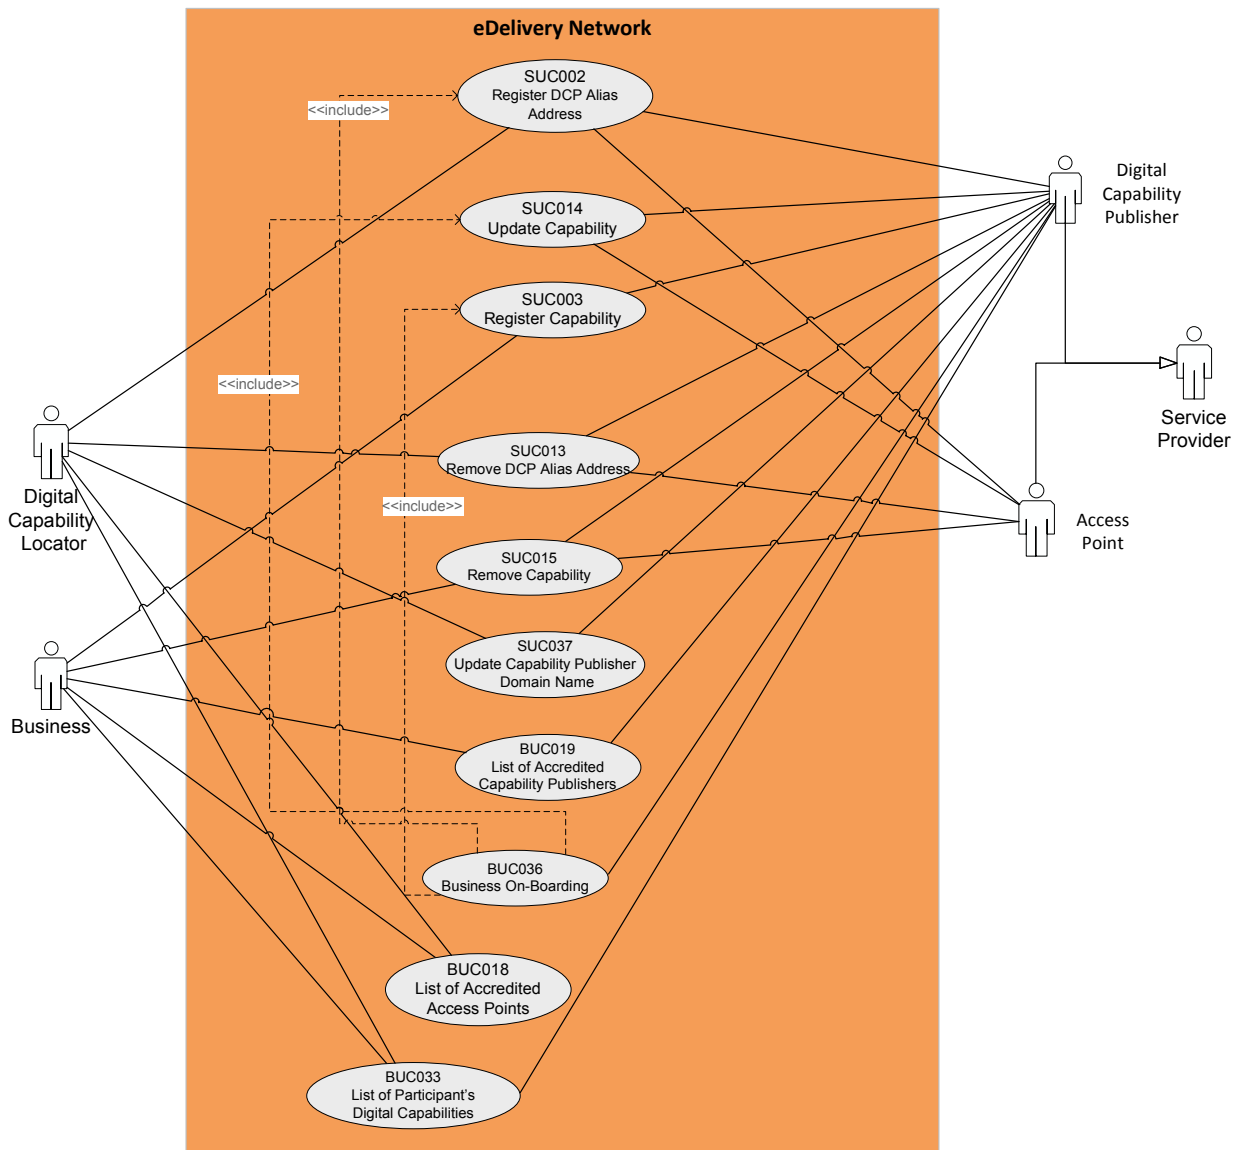 eDelivery Network
SUC002
Register DCP Alias
Address
<<include>>
Digital
Capability
Publisher
SUC014
Update Capability
SUC003
Register Capability
<<include>>
Service
Provider
SUC013
Remove DCP Alias Address
Digital
Capability
Locator
<<include>>
Access
Point
SUC015
Remove Capability
SUC037
Update Capability Publisher
Domain Name
Business
BUC019
List of Accredited
Capability Publishers
BUC036
Business On-Boarding
BUC018
List of Accredited
Access Points
BUC033
List of Participant's
Digital Capabilities